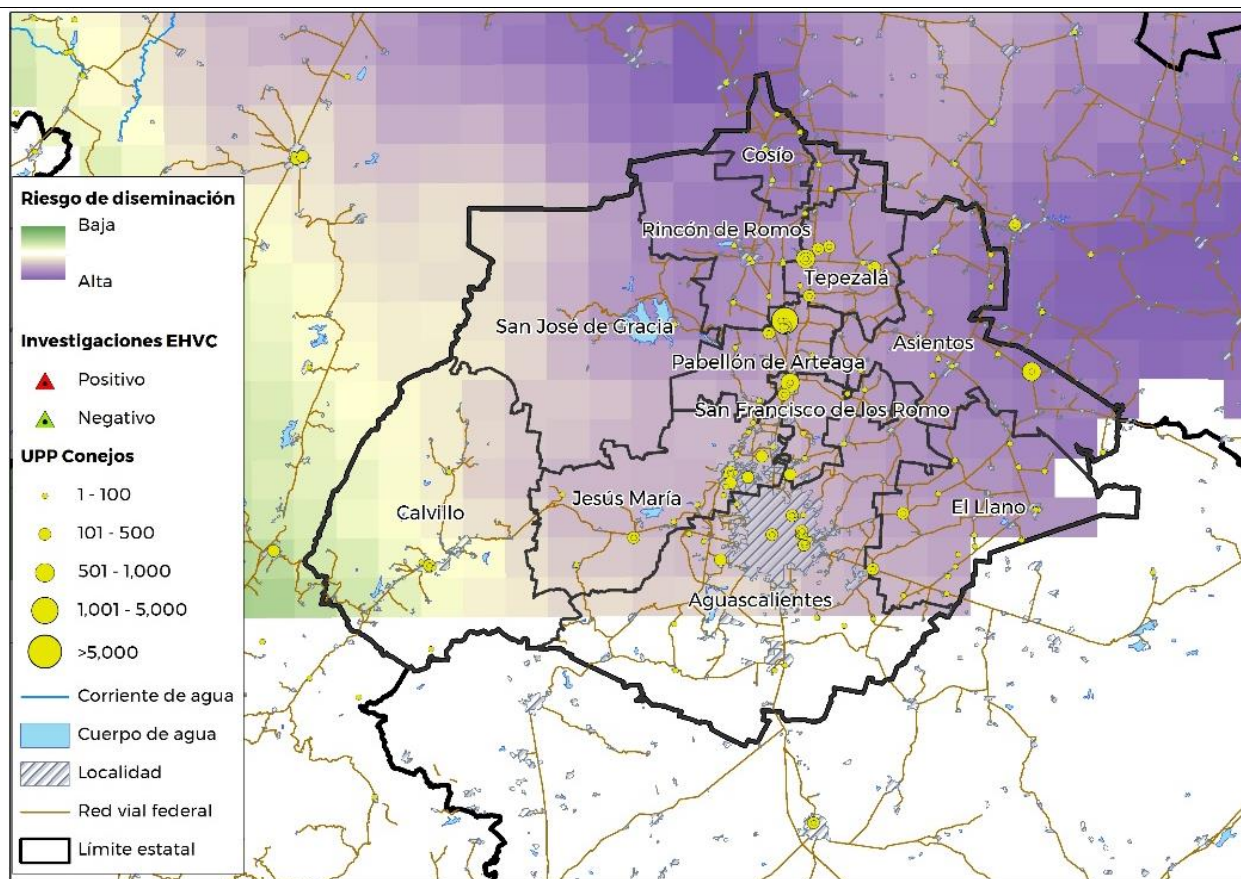 Riesgo de diseminación
Baja
Alta
Investigaciones EHVC
Positivo
Negativo
UPP Conejos
1 - 100
101 - 500
501 - 1,000
1,001 - 5,000
>5,000
Corriente de agua
Cuerpo de agua
Localidad
Red vial federal
Límite estatal
Cosío
Rincón de Romos
Tepezalá
San José de Gracia
Asientos
Pabellón de Arteaga
San Francisco de los Romo
Jesús María
Calvillo
El Llano
Aguascalientes